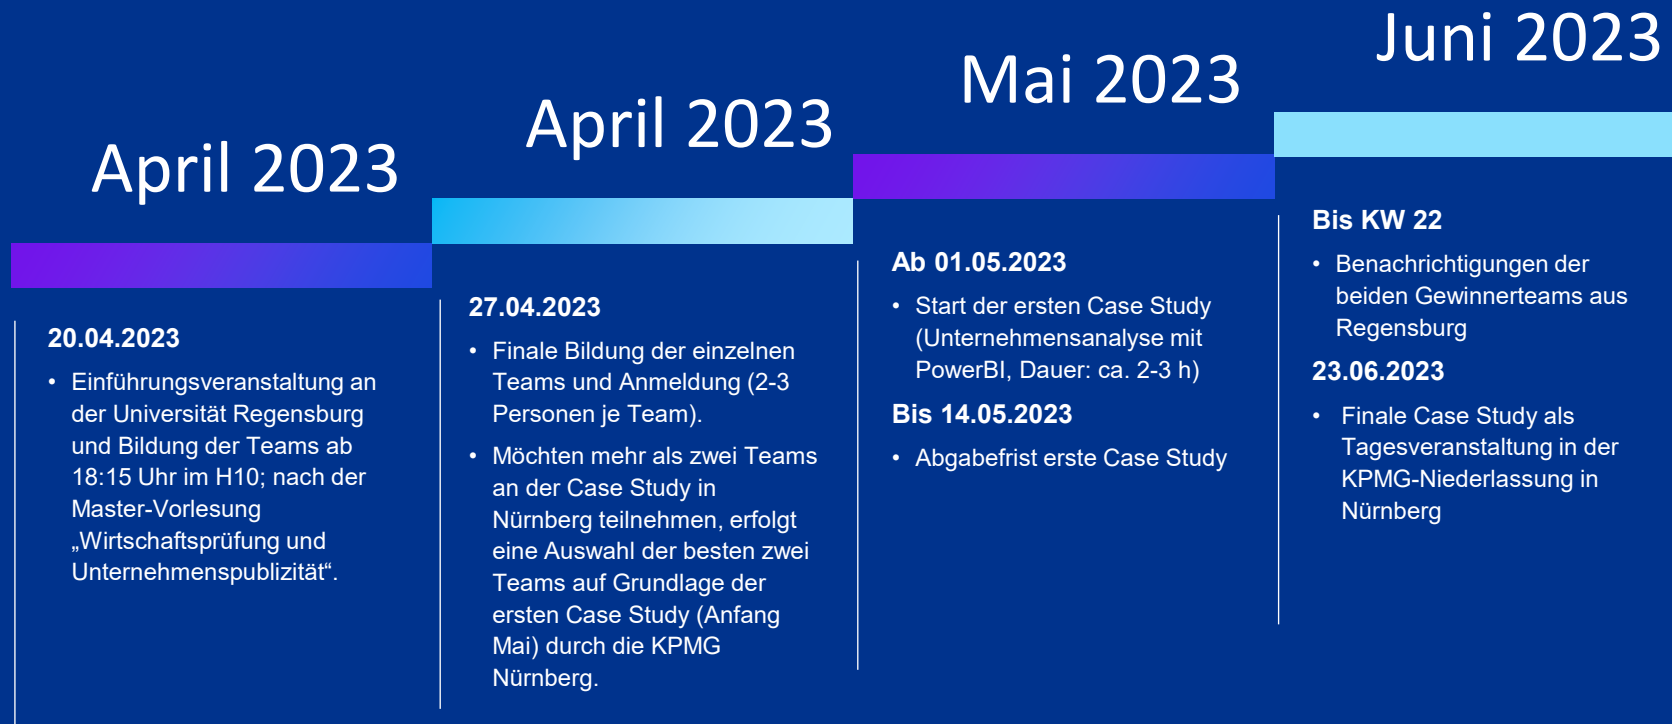 April 2023
20.04.2023
• Einführungsveranstaltung an
der Universität Regensburg
und Bildung der Teams ab
18:15 Uhr im H10; nach der
Master-Vorlesung
„Wirtschaftsprüfung und
Unternehmenspublizität“.
April 2023
27.04.2023
• Finale Bildung der einzelnen
Teams und Anmeldung (2-3
Personen je Team).
• Möchten mehr als zwei Teams
an der Case Study in
Nürnberg teilnehmen, erfolgt
eine Auswahl der besten zwei
Teams auf Grundlage der
ersten Case Study (Anfang
Mai) durch die KPMG
Nürnberg.
Mai 2023
Ab 01.05.2023
• Start der ersten Case Study
(Unternehmensanalyse mit
PowerBI, Dauer: ca. 2-3 h)
Bis 14.05.2023
• Abgabefrist erste Case Study
Juni 2023
Bis KW 22
• Benachrichtigungen der
beiden Gewinnerteams aus
Regensburg
23.06.2023
• Finale Case Study als
Tagesveranstaltung in der
KPMG-Niederlassung in
Nürnberg